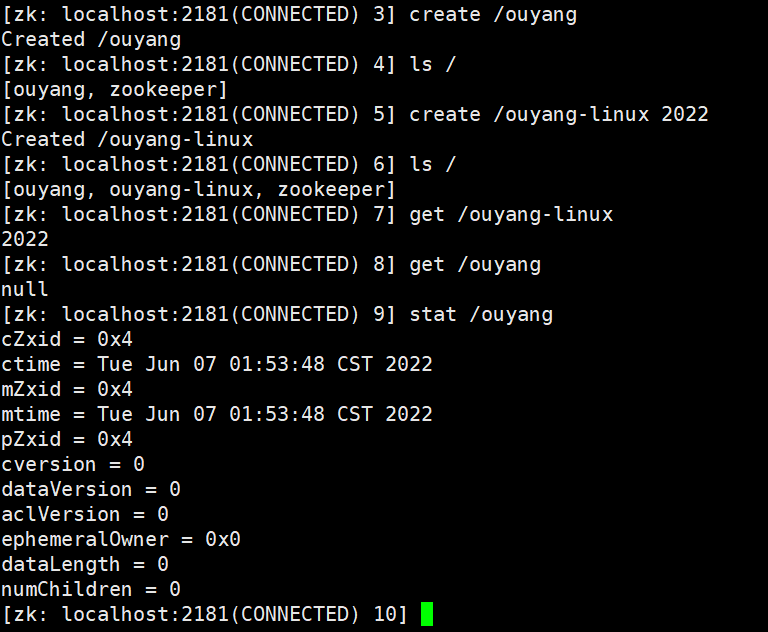 [zk: localhost:2181(CONNECTED) 3] create /ouyang
Created /ouyang
[zk: localhost:2181(CONNECTED) 4] ls /
[ouyang, zookeeper]
[zk: localhost:2181(CONNECTED) 5] create /ouyang-linux 2022
Created /ouyang-linux
[zk: localhost:2181(CONNECTED) 6] ls /
[ouyang, ouyang-linux, zookeeper]
[zk: localhost:2181(CONNECTED) 7] get /ouyang-linux
2022
[zk: localhost:2181(CONNECTED) 8] get /ouyang
null
[zk: localhost:2181(CONNECTED) 9] stat /ouyang
cZxid = 0x4
ctime = Tue Jun 07 01:53:48 CST 2022
mZxid = 0x4
mtime = Tue Jun 07 01:53:48 CST 2022
pZxid = 0x4
cversion = 0
dataVersion = 0
aclVersion = 0
ephemeralOwner = 0x0
dataLength = 0
numChildren = 0
[zk: localhost:2181(CONNECTED) 10]